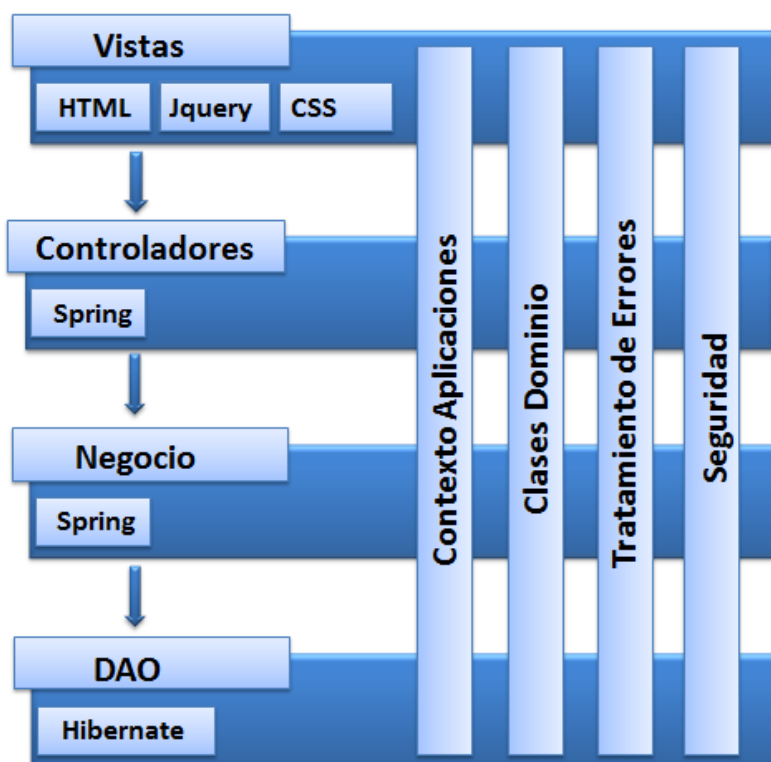 Vistas
HTML
Jquery
CSS
Controladores
Spring
Negocio
Spring
DAO
Hibernate
Contexto Aplicaciones
Clases Dominio
Tratamiento de Errores
Seguridad